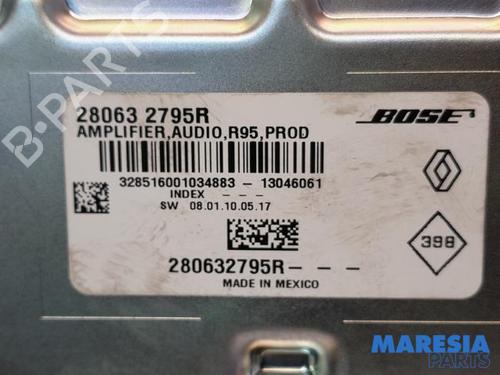 28063 2795R
BOSE
AMPLIFIER,AUDIO,R95,PROD
328516001034883 - 13046061
INDEX - - -
SW 08.01.10.05.17
398
280632795R- - -
MADE IN MEXICO
B-PARTS
MARESIA
PARTS